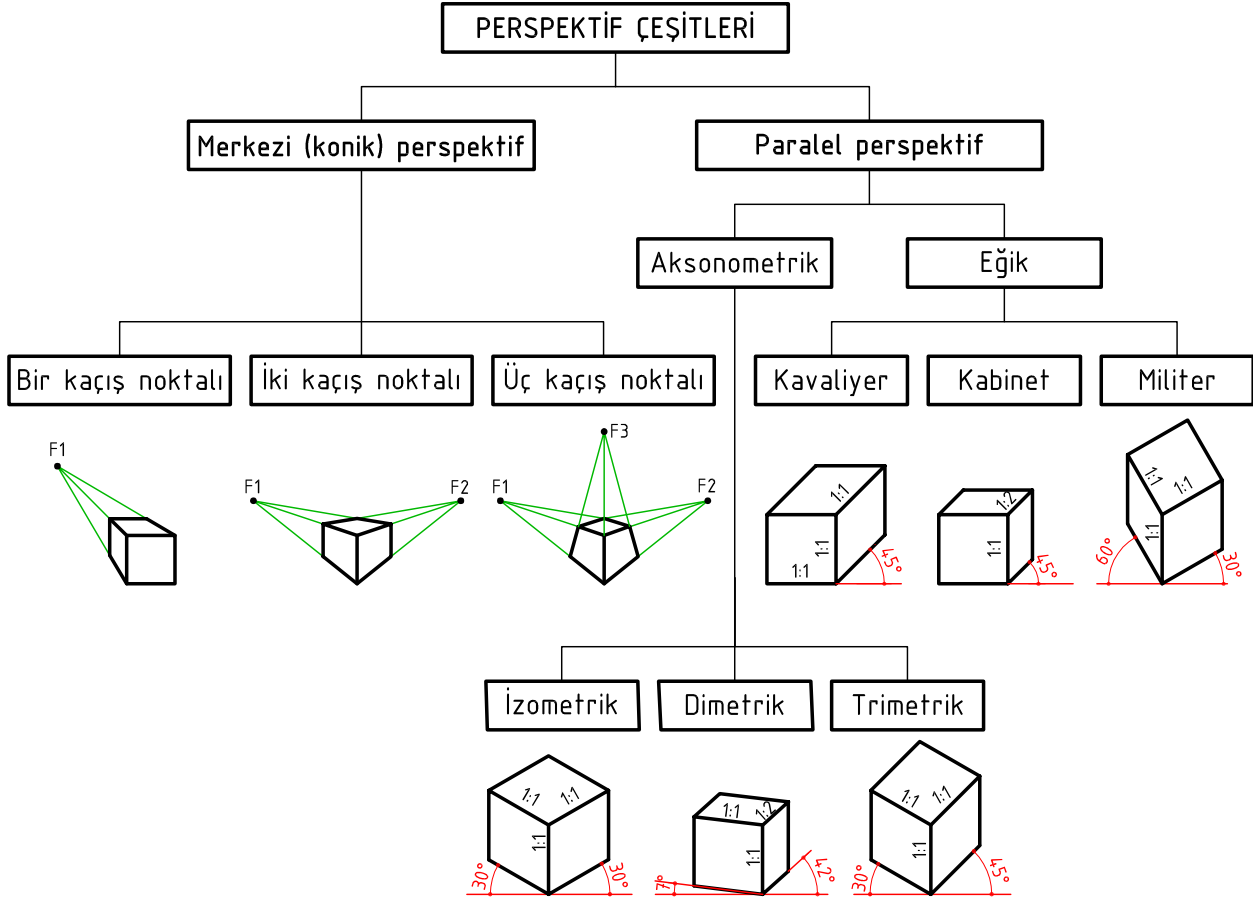 PERSPEKTİF ÇEŞİTLERİ
Merkezi (konik) perspektif
Paralel perspektif
Aksonometrik
Eğik
Bir kaçış noktalı
İki kaçış noktalı
Üç kaçış noktalı
Kavaliyer
Kabinet
Militer
F1
F1
F2
F1
F3
F2
1:1
1:1
1:1
45°
1:2
1:1
45°
1:1
1:1
1:1
60°
30°
İzometrik
Dimetrik
Trimetrik
1:1
1:1
1:1
30°
30°
1:1
1:2
1:1
7°
42°
1:1
1:1
1:1
30°
45°